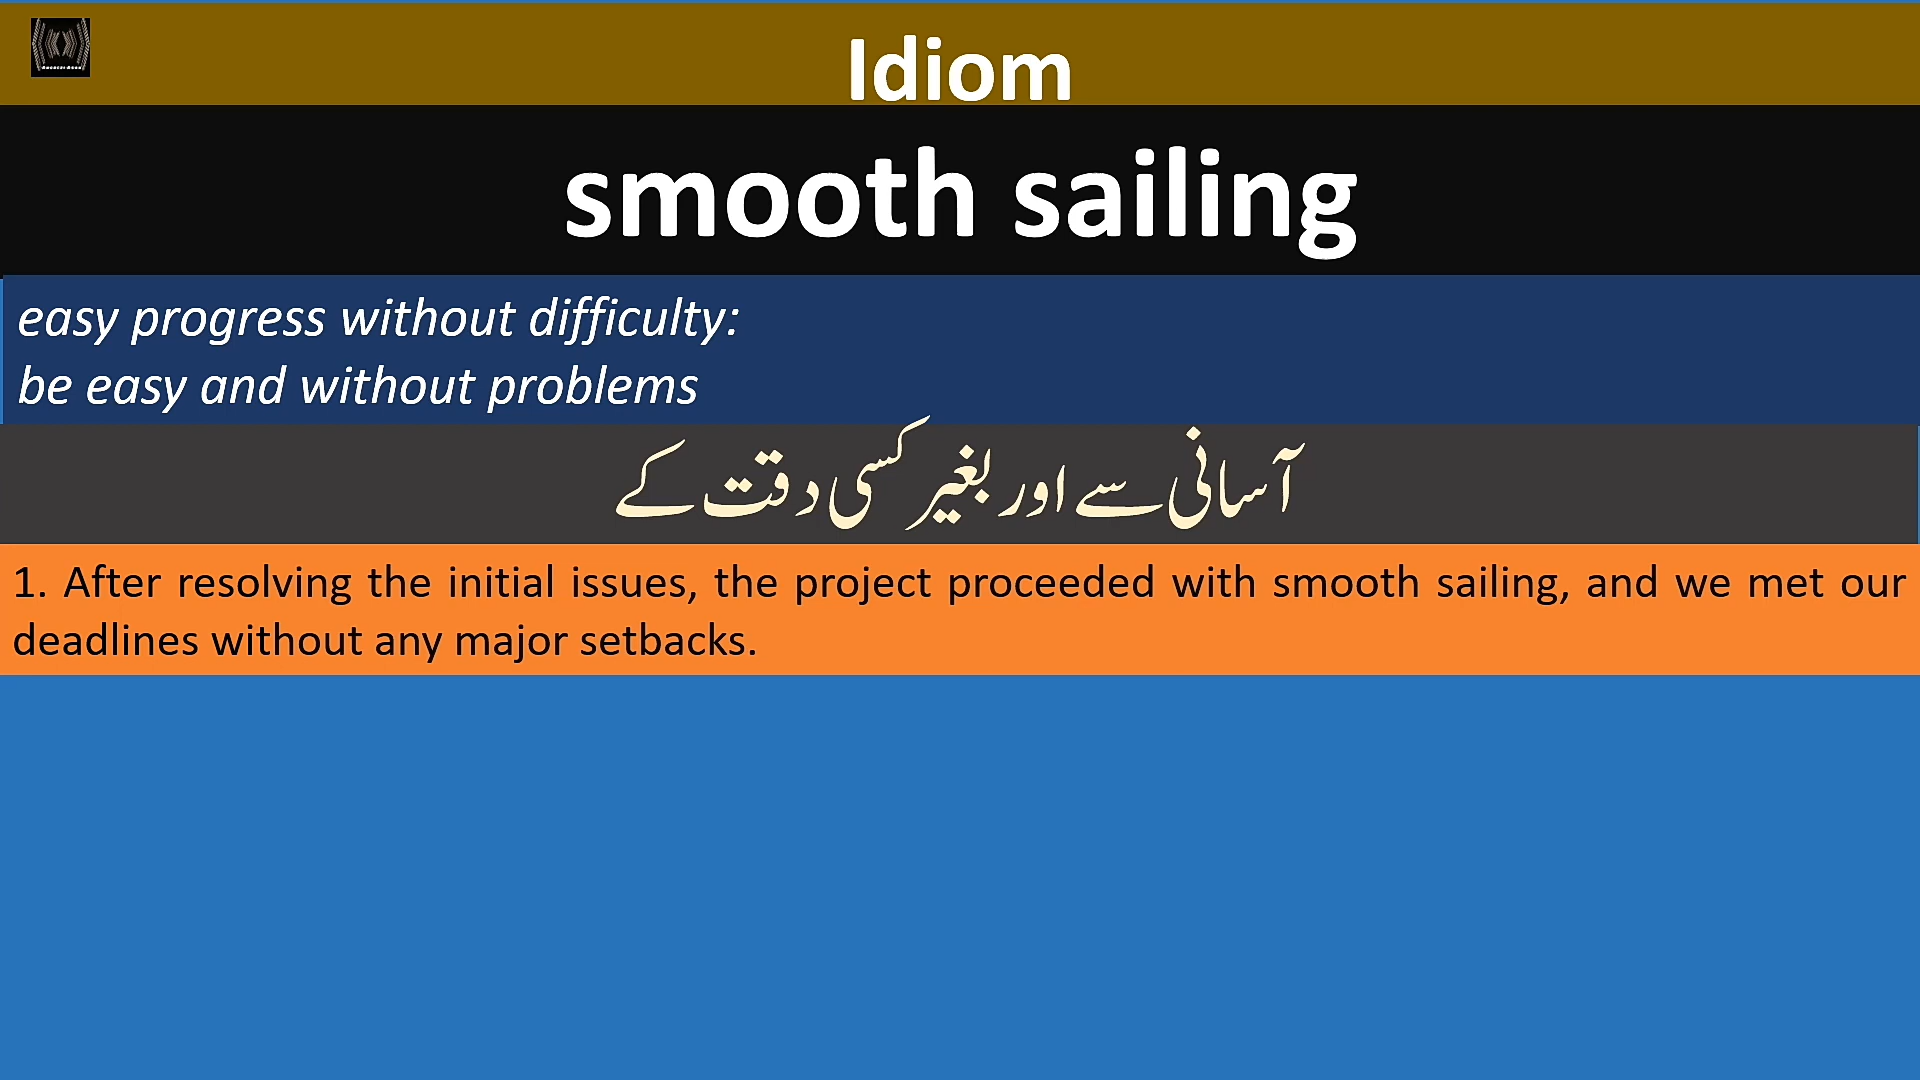 Idiom
smooth sailing
easy progress without difficulty:
be easy and without problems
آسانی سے اور بغیر کسی دقت کے
1. After resolving the initial issues, the project proceeded with smooth sailing, and we met our
deadlines without any major setbacks.